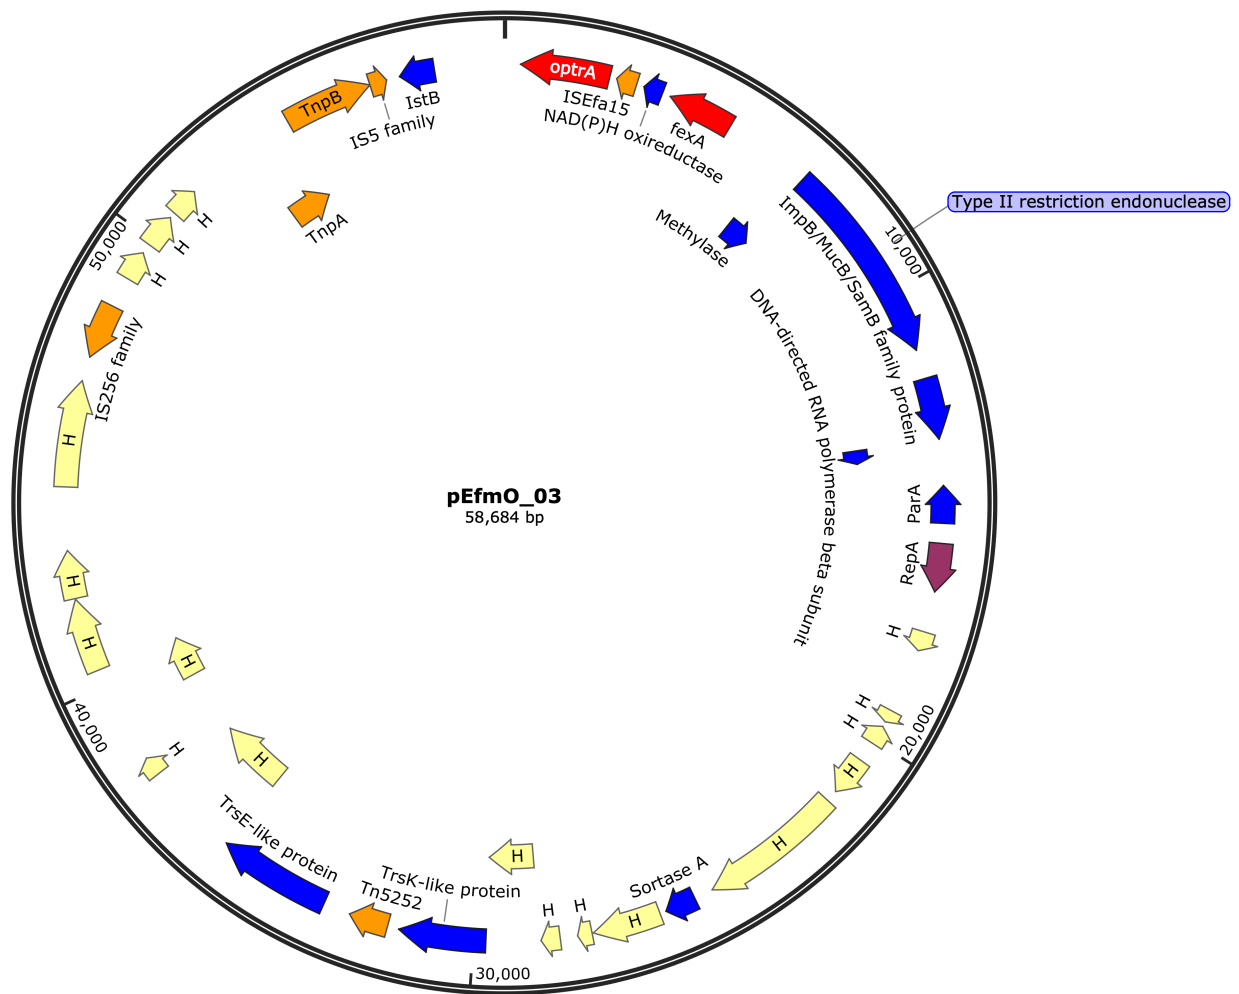 optrA
ISEfa15
NAD(P)H oxireductase
fexA
TnpB
IS5 family
IstB
TnpA
Methylase
ImpB/MucB/SamB family protein
Type II restriction endonuclease
10,000
DNA-directed RNA polymerase beta subunit
ParA
RepA
H
H
H
20,000
H
H
Sortase A
H
H
H
H
30,000
TrsK-like protein
Tn5252
TrsE-like protein
H
H
H
40,000
H
H
H
IS256 family
H
H
H
50,000
pEfmO_03
58,684 bp
H